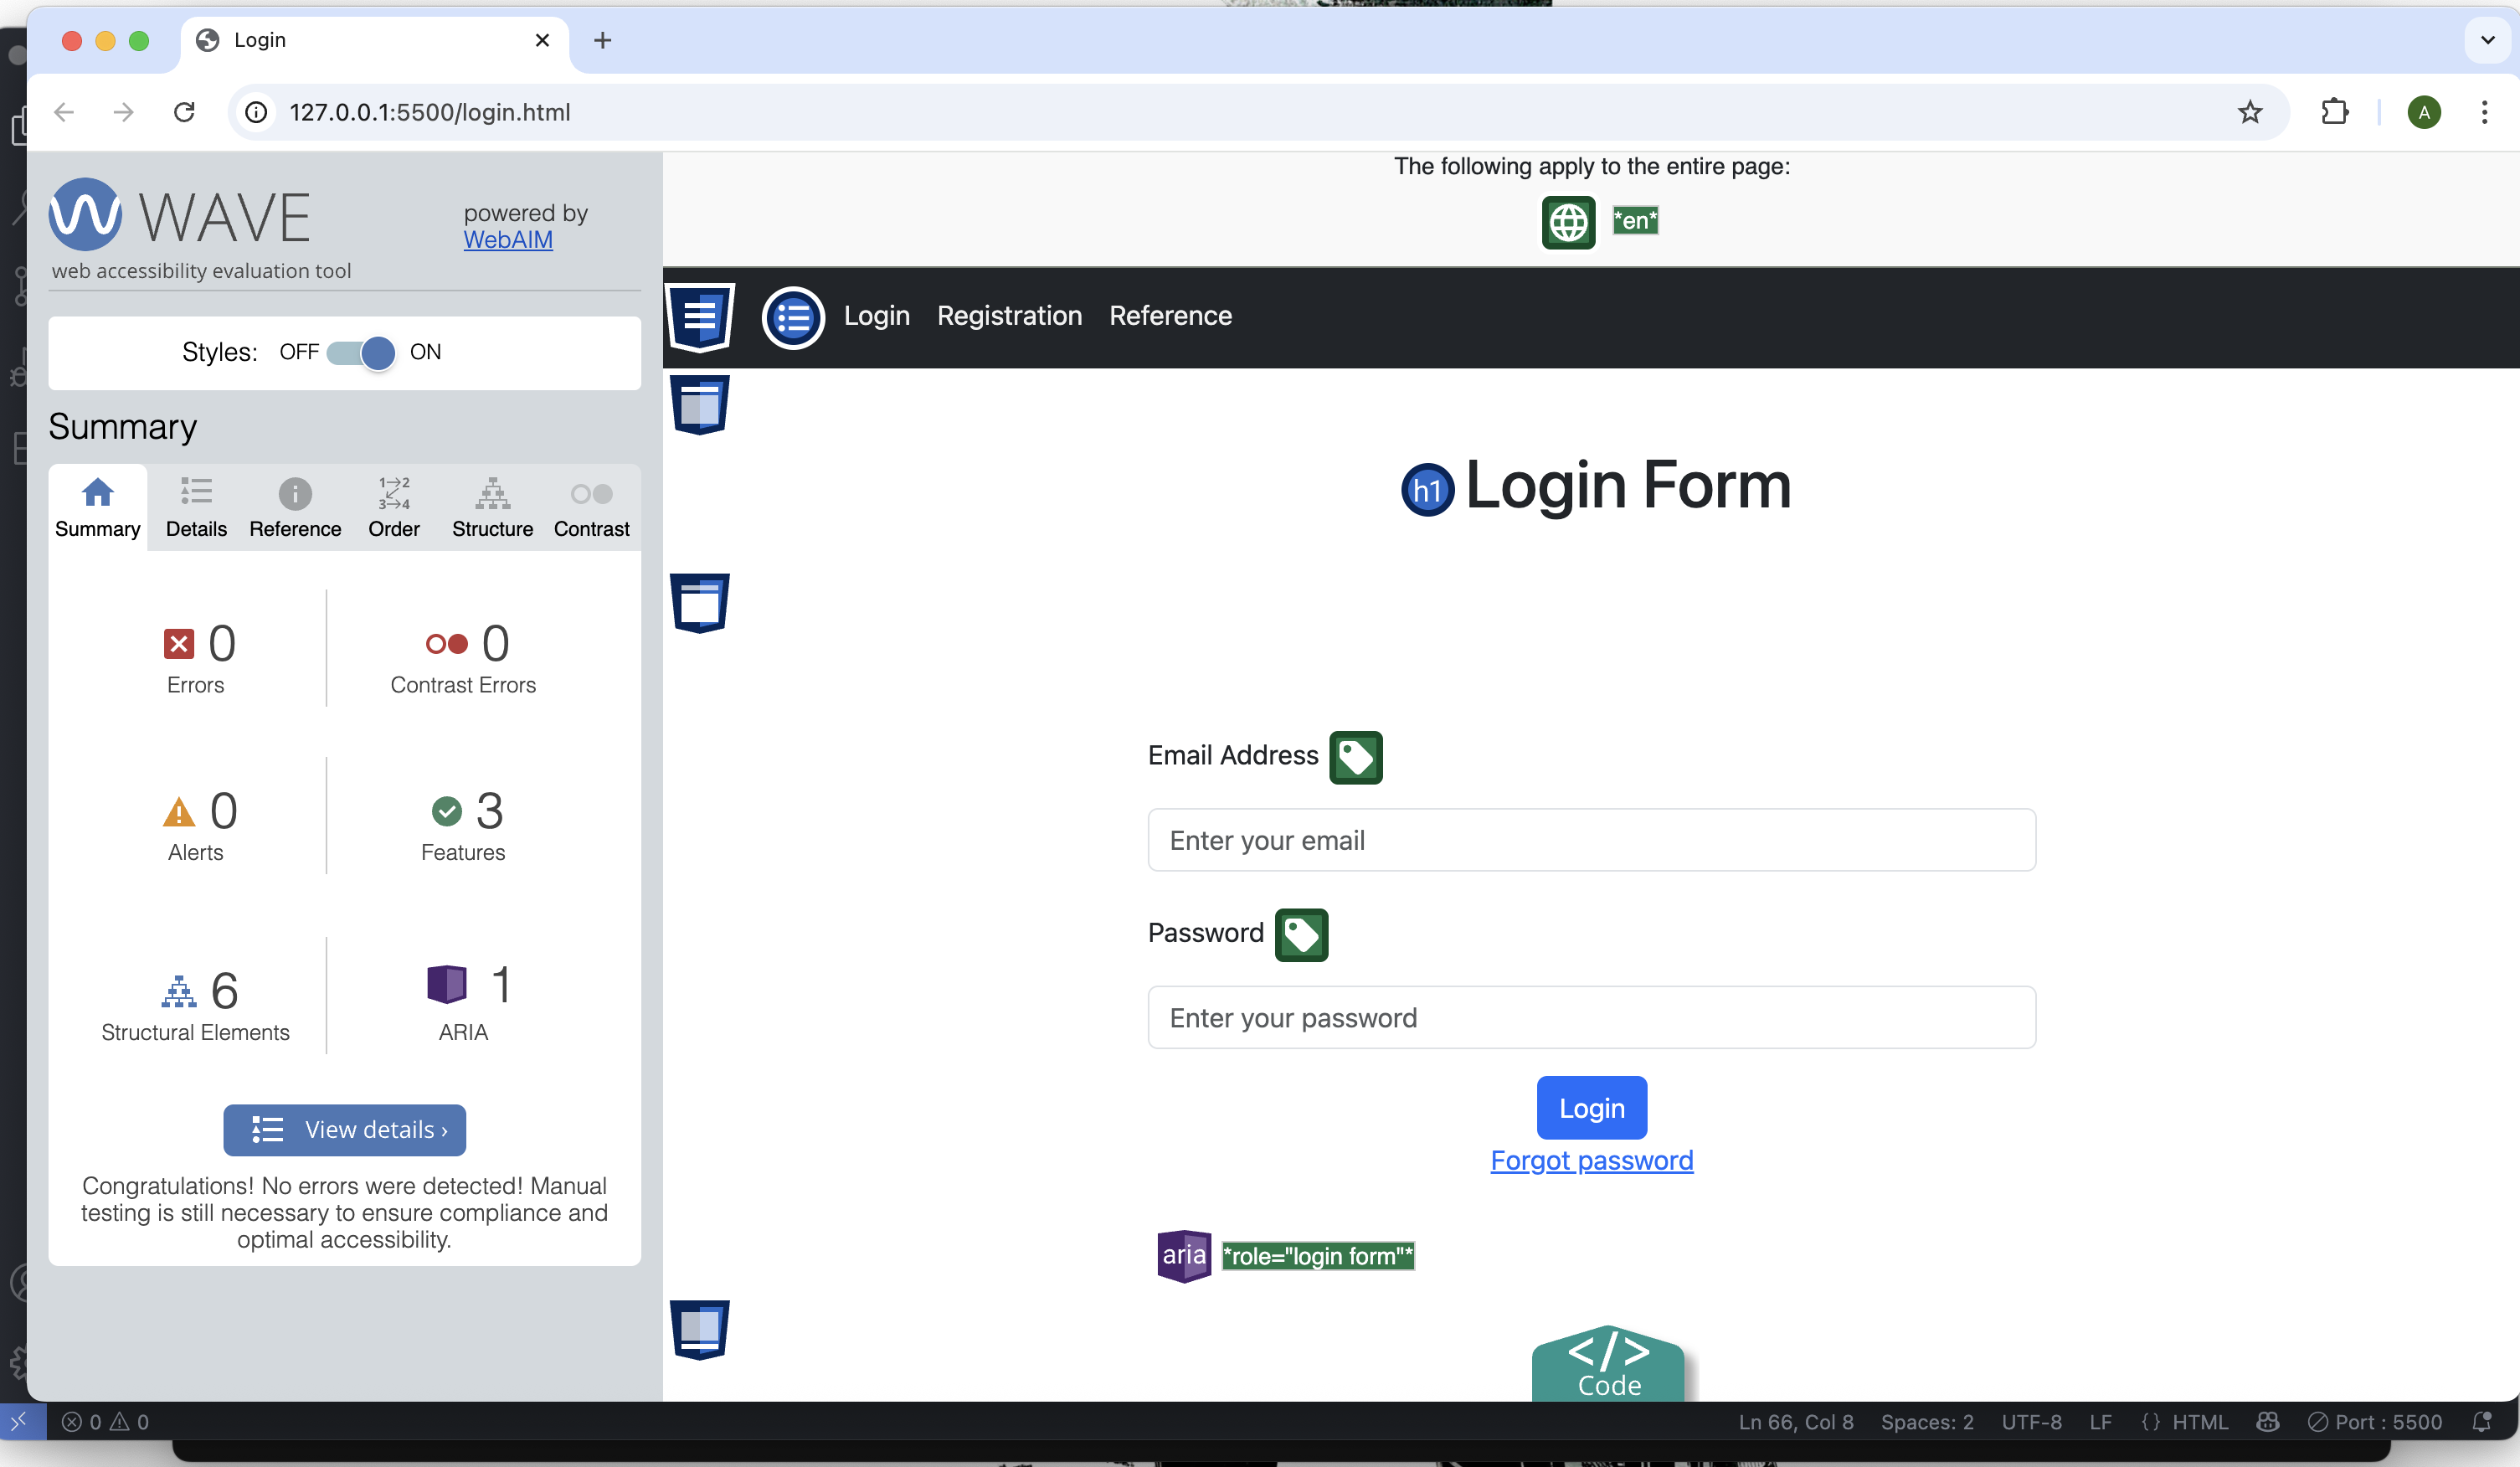 Login
127.0.0.1:5500/login.html
A
WAVE
powered by
WebAIM
web accessibility evaluation tool
Styles: OFF ON
Summary
Summary Details Reference Order Structure Contrast
1 2
3 4
0 Errors
0 Contrast Errors
0 Alerts
3 Features
6 Structural Elements
1 ARIA
View details ›
Congratulations! No errors were detected! Manual
testing is still necessary to ensure compliance and
optimal accessibility.
The following apply to the entire page:
*en*
Login Registration Reference
h1 Login Form
Email Address
Enter your email
Password
Enter your password
Login
Forgot password
aria *role="login form"*
</>
Code
0 0
Ln 66, Col 8 Spaces: 2 UTF-8 LF {} HTML Port : 5500